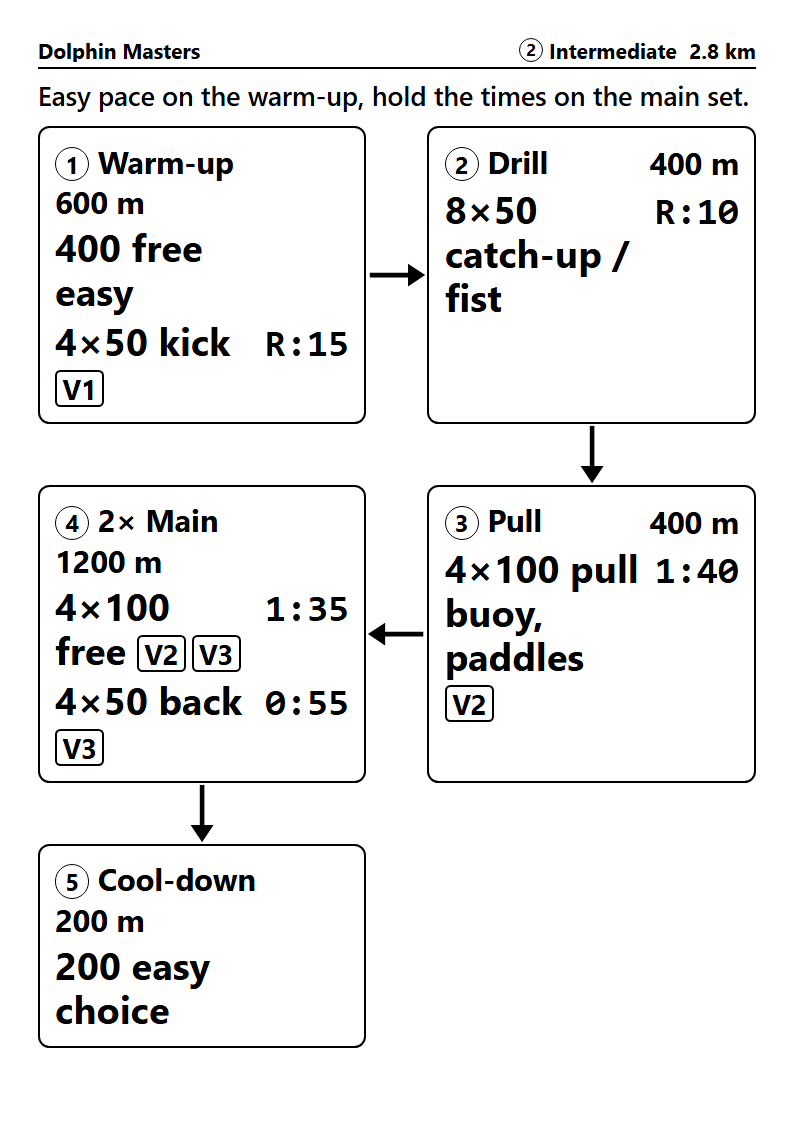 Dolphin Masters
② Intermediate 2.8 km
Easy pace on the warm-up, hold the times on the main set.
① Warm-up
600 m
400 free
easy
4×50 kick R:15
V1
② Drill 400 m
8×50 R:10
catch-up /
fist
③ Pull 400 m
4×100 pull 1:40
buoy,
paddles
V2
④ 2× Main
1200 m
4×100 1:35
free V2 V3
4×50 back 0:55
V3
⑤ Cool-down
200 m
200 easy
choice